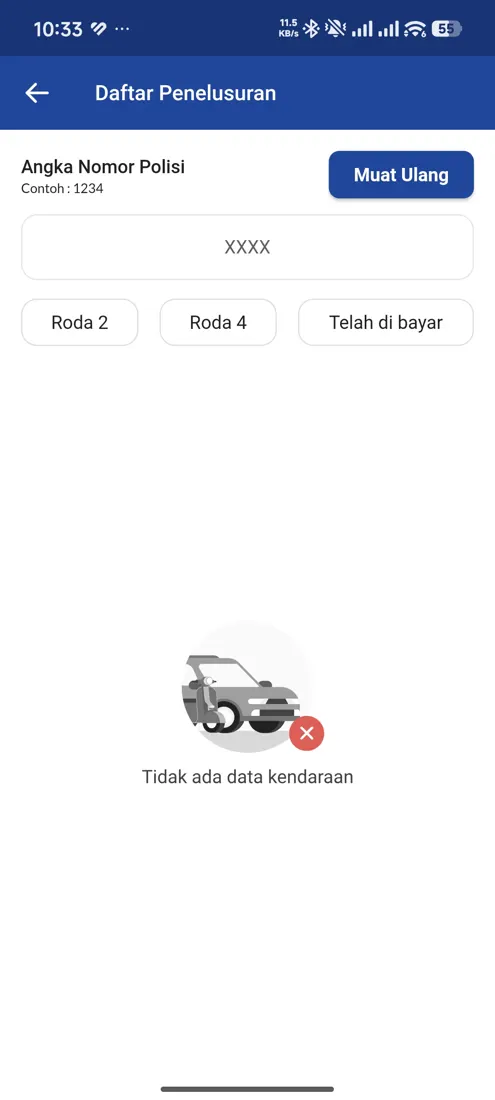 10:33
11.5
KB/s
6
55
Daftar Penelusuran
Angka Nomor Polisi
Contoh : 1234
Muat Ulang
XXXX
Roda 2
Roda 4
Telah di bayar
Tidak ada data kendaraan